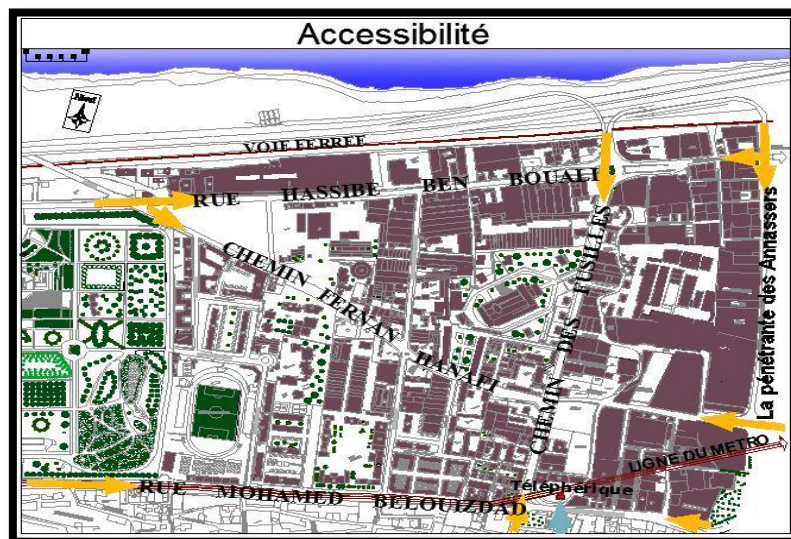 Accessibilité
Nord
VOIE FERREE
RUE HASSIBE BEN BOUALI
CHEMIN FERNAN HANAFI
CHEMIN DES FUSILLES
La pénétrante des Annassers
LIGNE DU METRO
Téléphérique
RUE MOHAMED BELOUIZDAD